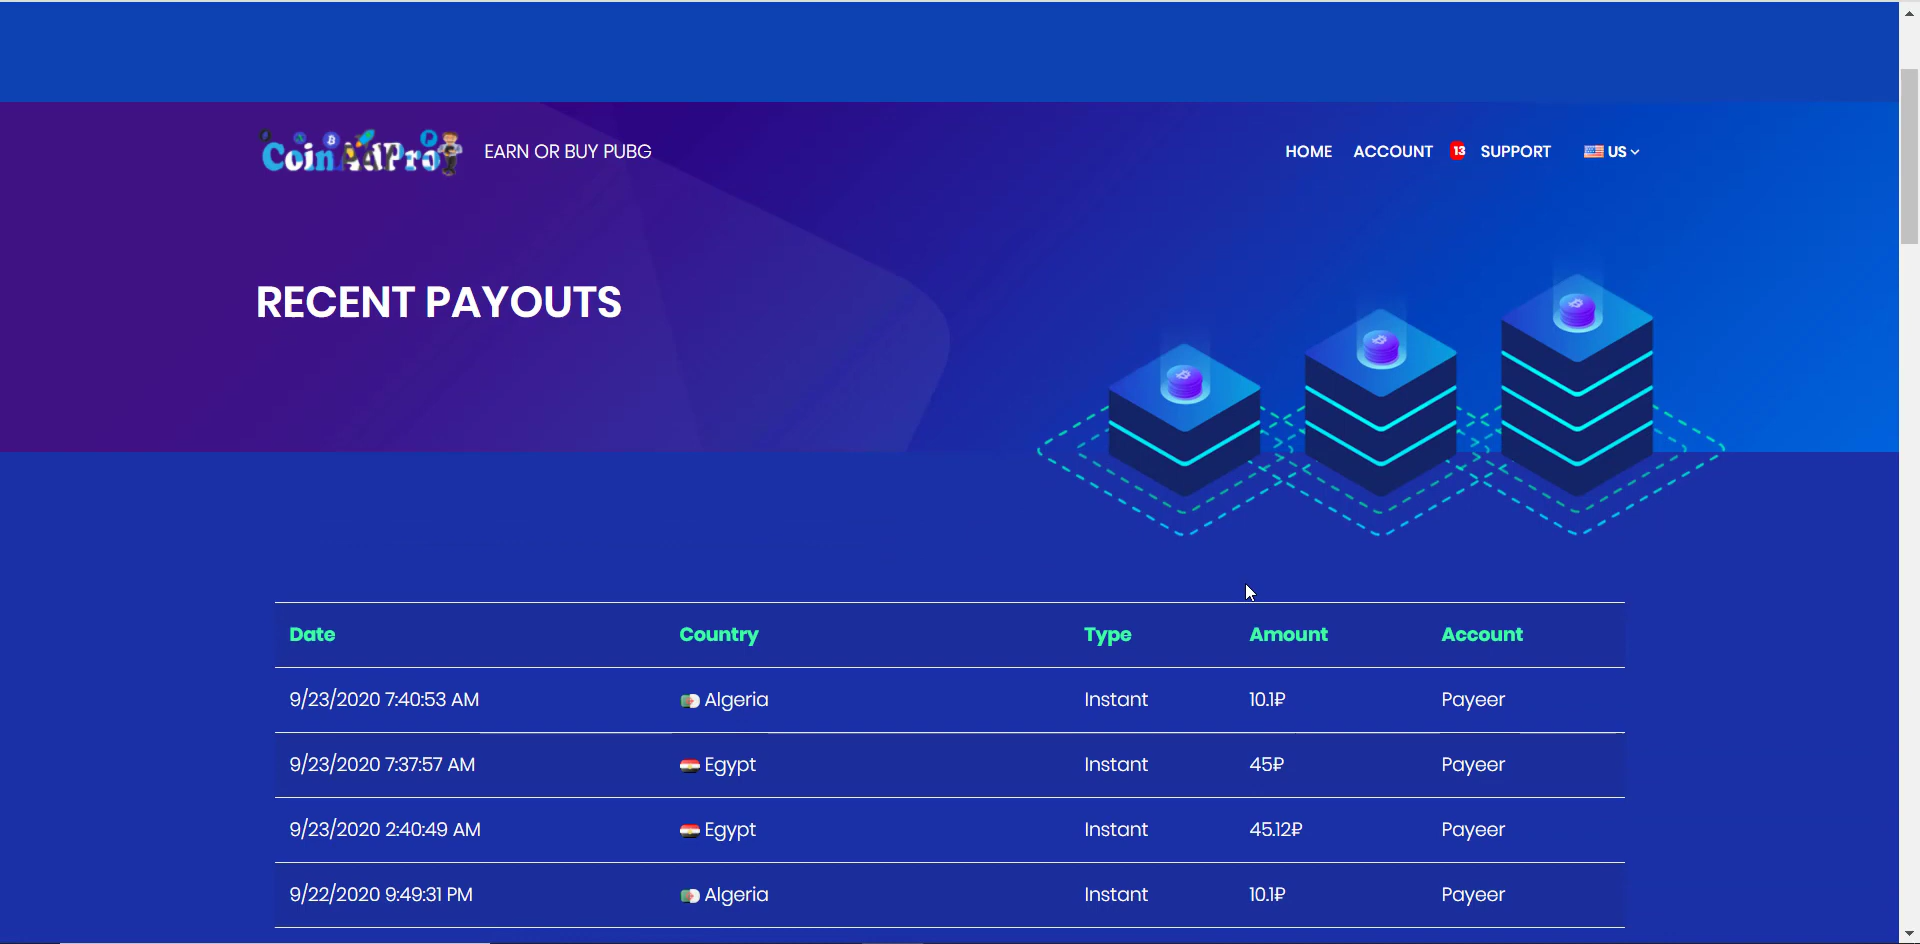 CoinAdPro
EARN OR BUY PUBG
HOME ACCOUNT 13 SUPPORT US
RECENT PAYOUTS
Date Country Type Amount Account
9/23/2020 7:40:53 AM Algeria Instant 10.1₽ Payeer
9/23/2020 7:37:57 AM Egypt Instant 45₽ Payeer
9/23/2020 2:40:49 AM Egypt Instant 45.12₽ Payeer
9/22/2020 9:49:31 PM Algeria Instant 10.1₽ Payeer